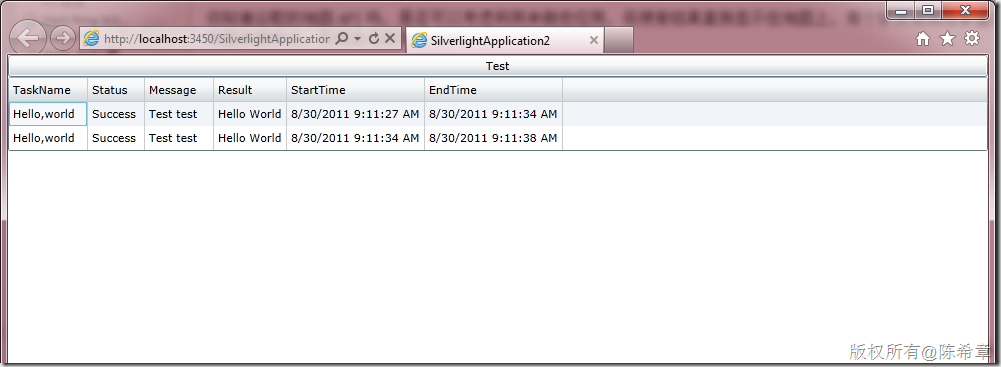 http://localhost:3450/SilverlightApplication
SilverlightApplication2
Test
TaskName Status Message Result StartTime EndTime
Hello,world Success Test test Hello World 8/30/2011 9:11:27 AM 8/30/2011 9:11:34 AM
Hello,world Success Test test Hello World 8/30/2011 9:11:34 AM 8/30/2011 9:11:38 AM
版权所有@陈希章